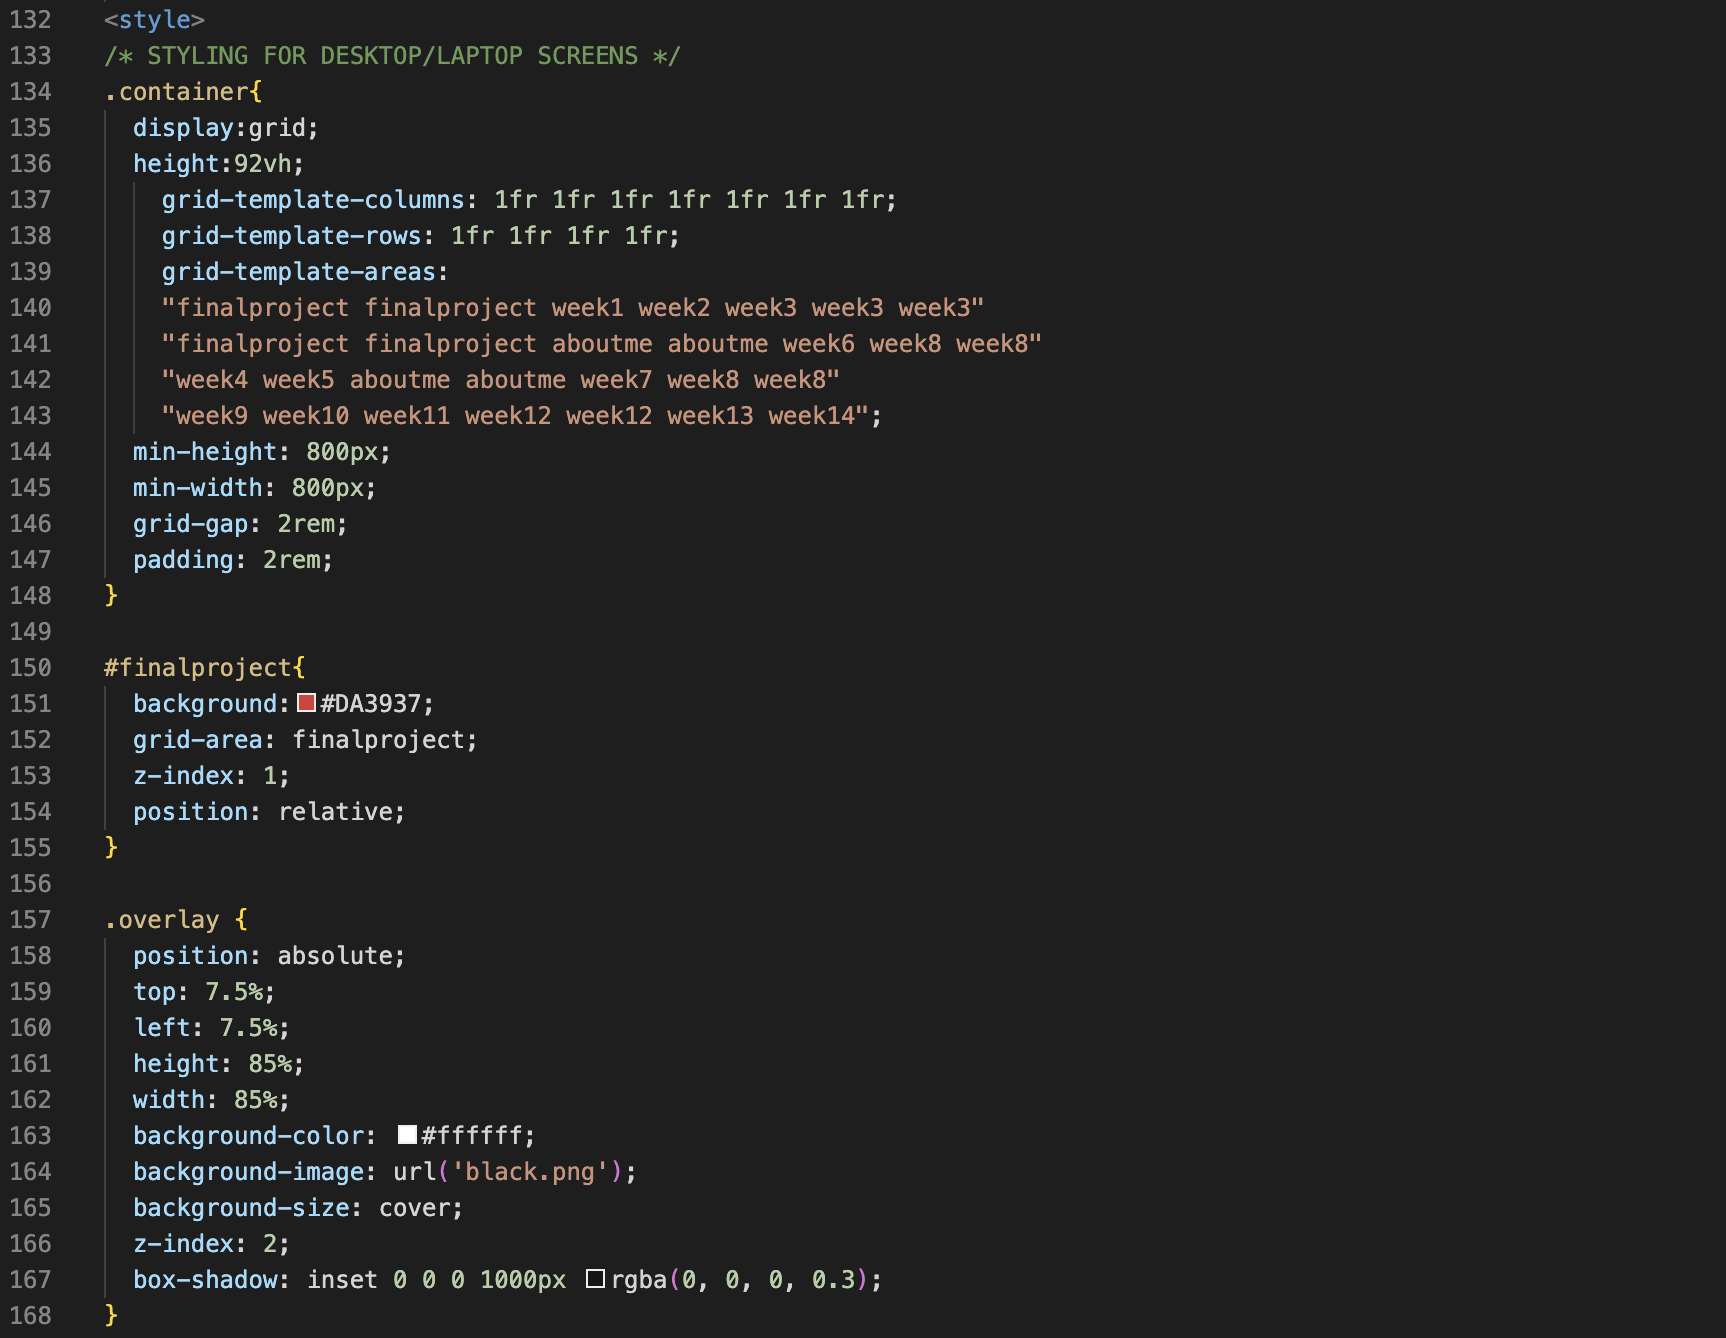 132 <style>
133 /* STYLING FOR DESKTOP/LAPTOP SCREENS */
134 .container{
135   display:grid;
136   height:92vh;
137     grid-template-columns: 1fr 1fr 1fr 1fr 1fr 1fr 1fr;
138     grid-template-rows: 1fr 1fr 1fr 1fr;
139     grid-template-areas:
140     "finalproject finalproject week1 week2 week3 week3 week3"
141     "finalproject finalproject aboutme aboutme week6 week8 week8"
142     "week4 week5 aboutme aboutme week7 week8 week8"
143     "week9 week10 week11 week12 week12 week13 week14";
144   min-height: 800px;
145   min-width: 800px;
146   grid-gap: 2rem;
147   padding: 2rem;
148 }
149
150 #finalproject{
151   background:#DA3937;
152   grid-area: finalproject;
153   z-index: 1;
154   position: relative;
155 }
156
157 .overlay {
158   position: absolute;
159   top: 7.5%;
160   left: 7.5%;
161   height: 85%;
162   width: 85%;
163   background-color: #ffffff;
164   background-image: url('black.png');
165   background-size: cover;
166   z-index: 2;
167   box-shadow: inset 0 0 0 1000px rgba(0, 0, 0, 0.3);
168 }